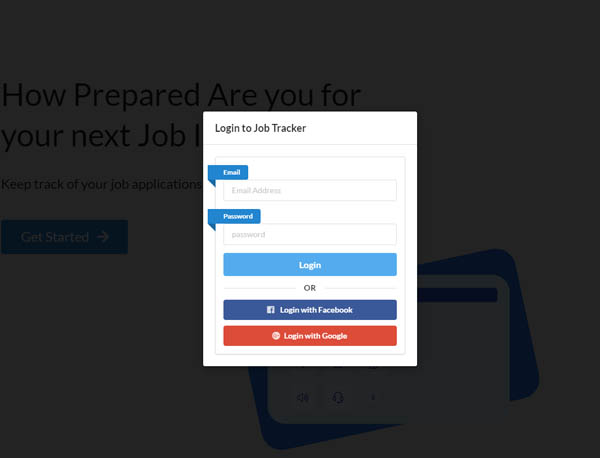 How Prepared Are you for
your next Job
Login to Job Tracker
Keep track of your job applications
Email
Email Address
Password
password
Get Started
Login
OR
Login with Facebook
Login with Google